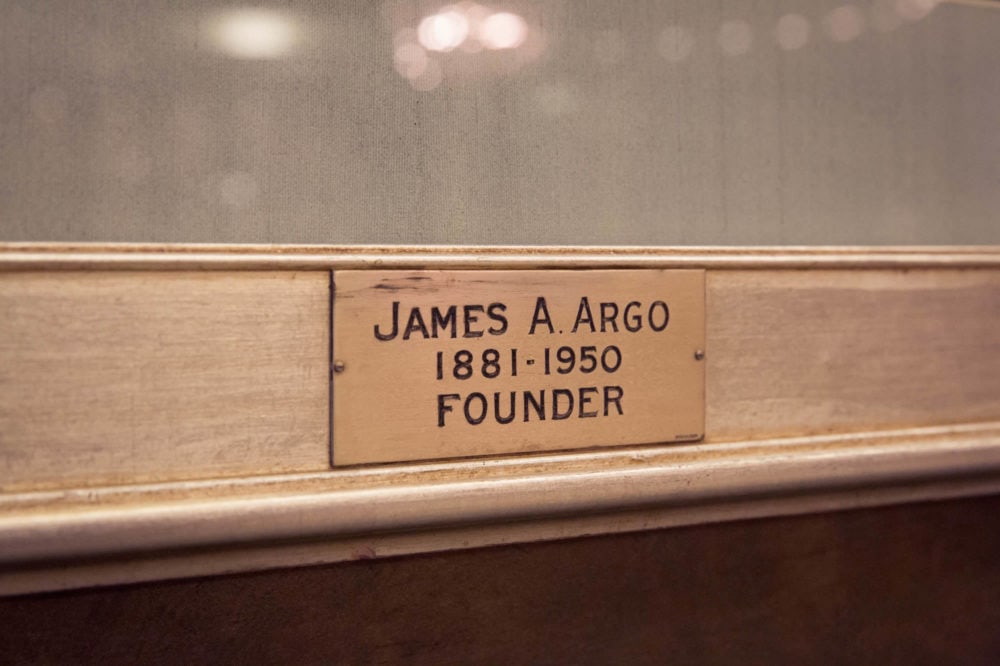 JAMES A. ARGO
1881-1950
FOUNDER